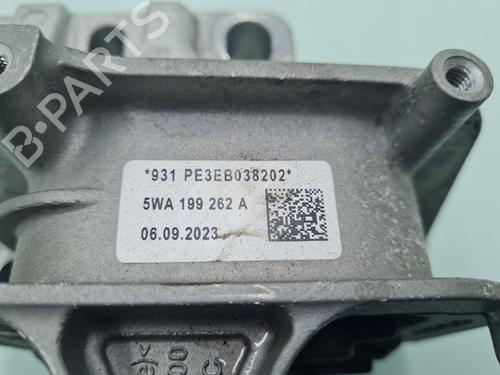 B-PARTS
*931 PE3EB038202*
5WA 199 262 A
06.09.2023